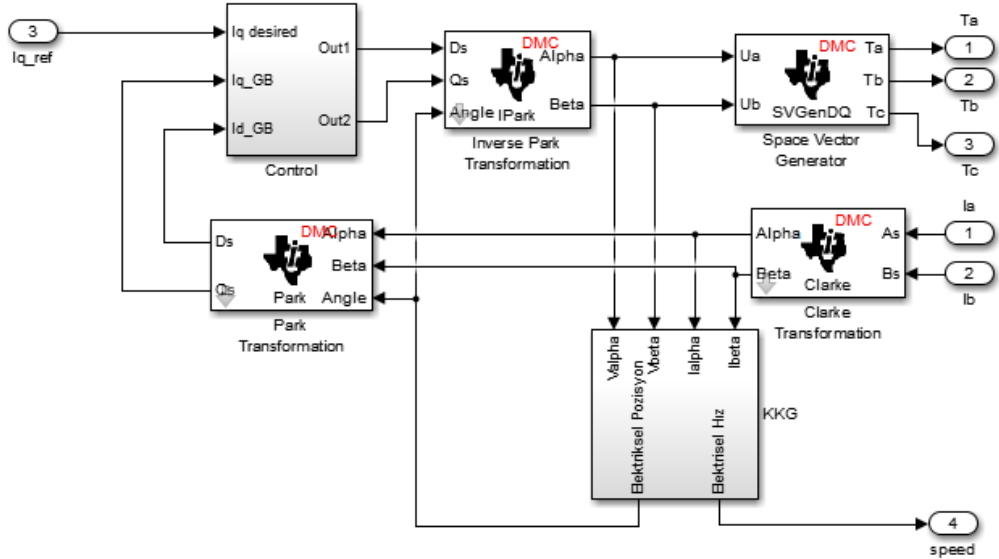 3
Iq_ref
Iq desired
Iq_GB
Id_GB
Out1
Out2
Control
DMC
Ds
Qs
Angle
Alpha
Beta
IPark
Inverse Park
Transformation
DMC
Ua
Ub
Ta
Tb
Tc
SVGenDQ
Space Vector
Generator
Ta
1
2
Tb
3
Tc
DMC
Ds
Qs
Alpha
Beta
Angle
Park
Park
Transformation
DMC
Alpha
Beta
As
Bs
Clarke
Clarke
Transformation
Ia
1
2
Ib
Valpha
Vbeta
Ialpha
Ibeta
Elektriksel Pozisyon
Elektrisel Hız
KKG
4
speed